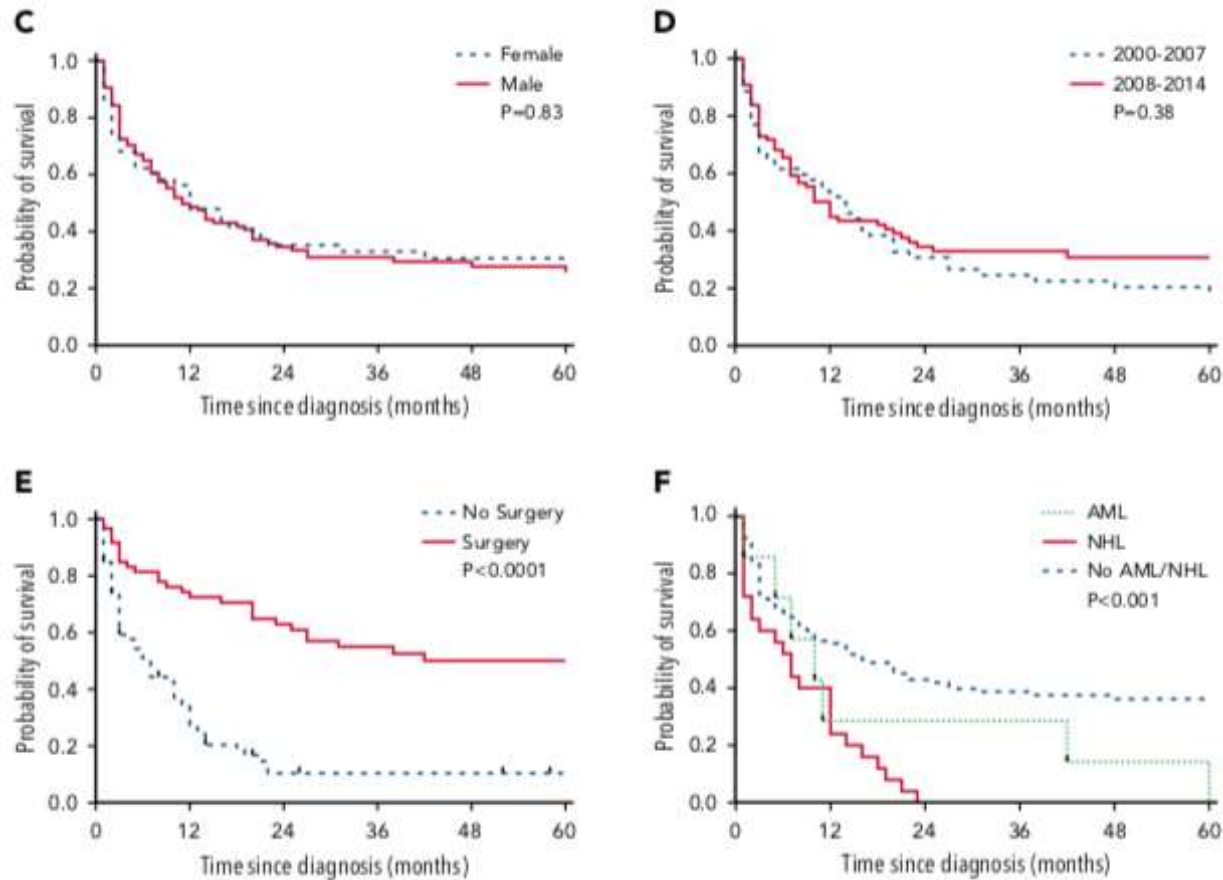 C
Female
Male
P=0.83
Probability of survival
1.0
0.8
0.6
0.4
0.2
0.0
0 12 24 36 48 60
Time since diagnosis (months)
D
2000-2007
2008-2014
P=0.38
Probability of survival
1.0
0.8
0.6
0.4
0.2
0.0
0 12 24 36 48 60
Time since diagnosis (months)
E
No Surgery
Surgery
P<0.0001
Probability of survival
1.0
0.8
0.6
0.4
0.2
0.0
0 12 24 36 48 60
Time since diagnosis (months)
F
AML
NHL
No AML/NHL
P<0.001
Probability of survival
1.0
0.8
0.6
0.4
0.2
0.0
0 12 24 36 48 60
Time since diagnosis (months)